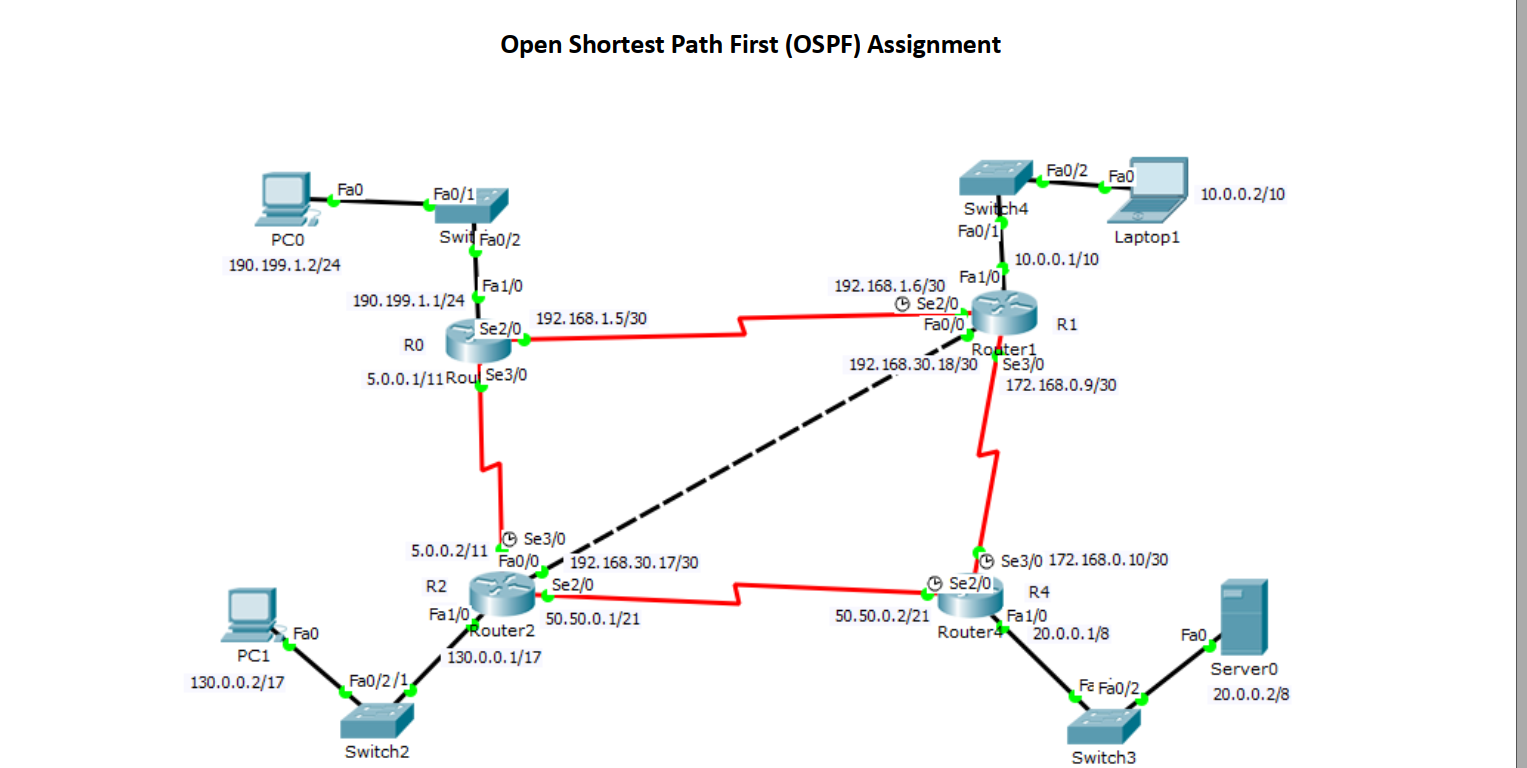 Open Shortest Path First (OSPF) Assignment
Fa0
Fa0/1
PC0
190.199.1.2/24
Fa0/2
Fa1/0
190.199.1.1/24
Se2/0
192.168.1.5/30
R0
5.0.0.1/11
Se3/0
Fa0/2
Fa0
10.0.0.2/10
Switch4
Laptop1
Fa0/1
10.0.0.1/10
Fa1/0
192.168.1.6/30
Se2/0
Fa0/0
R1
Router1
192.168.30.18/30
Se3/0
172.168.0.9/30
Se3/0
5.0.0.2/11
Fa0/0
192.168.30.17/30
R2
Se2/0
Fa1/0
50.50.0.1/21
Router2
130.0.0.1/17
Fa0
PC1
130.0.0.2/17
Fa0/2
/1
Switch2
Se3/0
172.168.0.10/30
Se2/0
R4
50.50.0.2/21
Fa1/0
Router4
20.0.0.1/8
Fa0
Server0
20.0.0.2/8
Fa0/2
Switch3